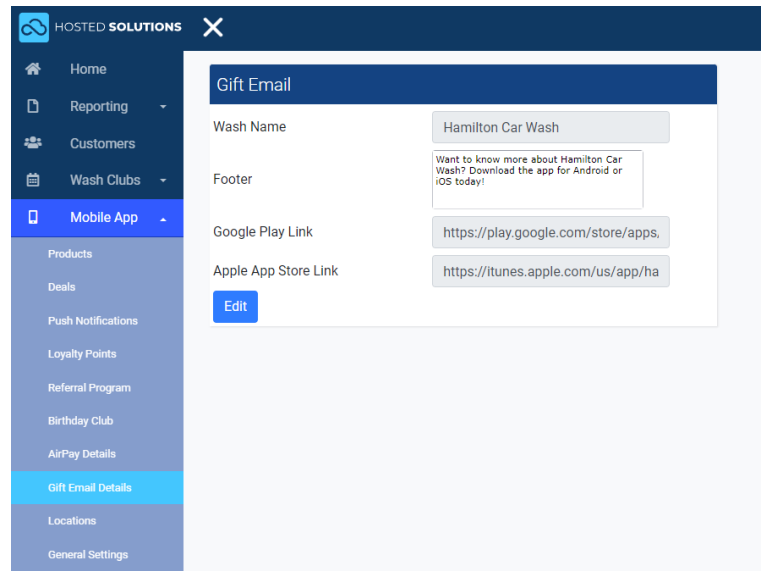 HOSTED SOLUTIONS
Home
Reporting
Customers
Wash Clubs
Mobile App
Products
Deals
Push Notifications
Loyalty Points
Referral Program
Birthday Club
AirPay Details
Gift Email Details
Locations
General Settings
Gift Email
Wash Name
Hamilton Car Wash
Footer
Want to know more about Hamilton Car
Wash? Download the app for Android or
iOS today!
Google Play Link
https://play.google.com/store/apps,
Apple App Store Link
https://itunes.apple.com/us/app/ha
Edit